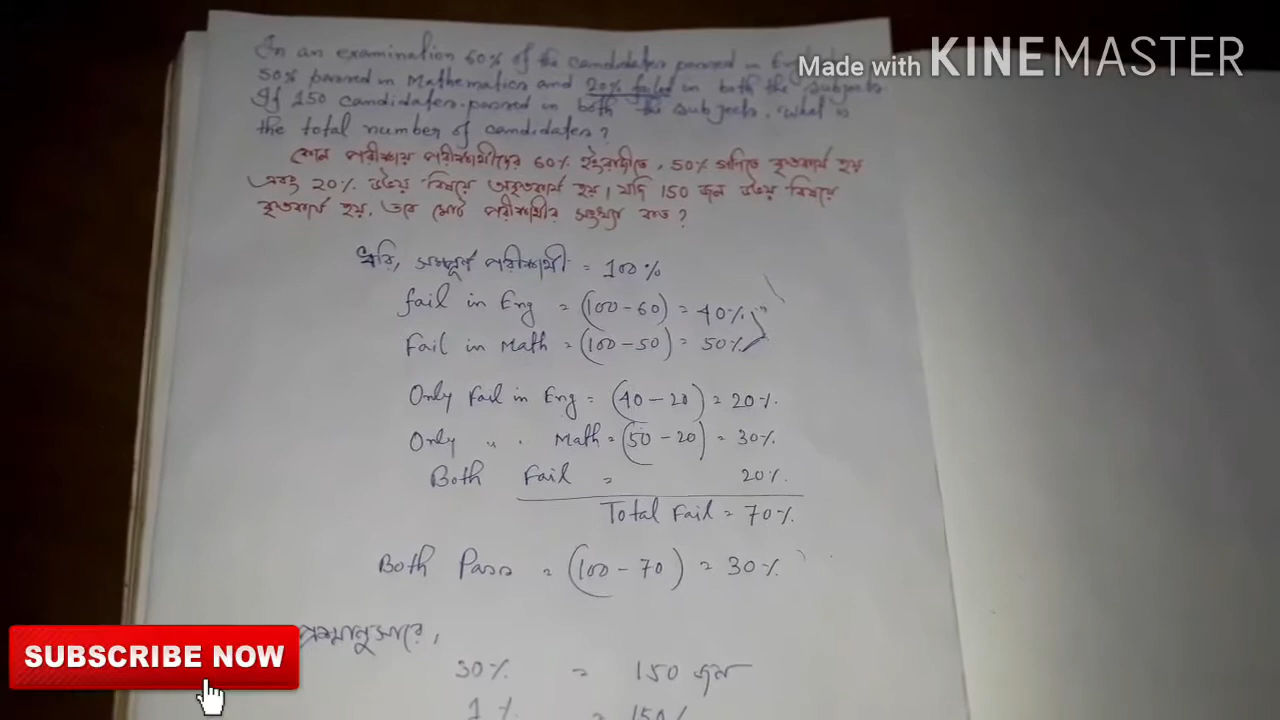 In an examination 60% of the candidates passed in
50% passed in Mathematics and 20% failed in both the subjects
If 150 candidates passed in both the subjects, what is
the total number of candidates?
কোন পরীক্ষায় পরীক্ষার্থীদের 60% ইংরাজীতে, 50% গনিতে কৃতকার্য হয়
এবং 20% উভয় বিষয়ে অকৃতকার্য হয়। যদি 150 জন উভয় বিষয়ে
কৃতকার্য হয়, তবে মোট পরীক্ষার্থীর সংখ্যা কত?
ধরি, সম্পূর্ণ পরীক্ষার্থী = 100%
fail in Eng = (100-60) = 40%
Fail in Math = (100-50) = 50%
Only Fail in Eng = (40-20) = 20%
Only " " Math = (50-20) = 30%
Both Fail = 20%
Total Fail = 70%
Both Pass = (100-70) = 30%
প্রশ্নানুসারে,
30% = 150 জন
1% = 150/
Made with KINEMASTER
SUBSCRIBE NOW